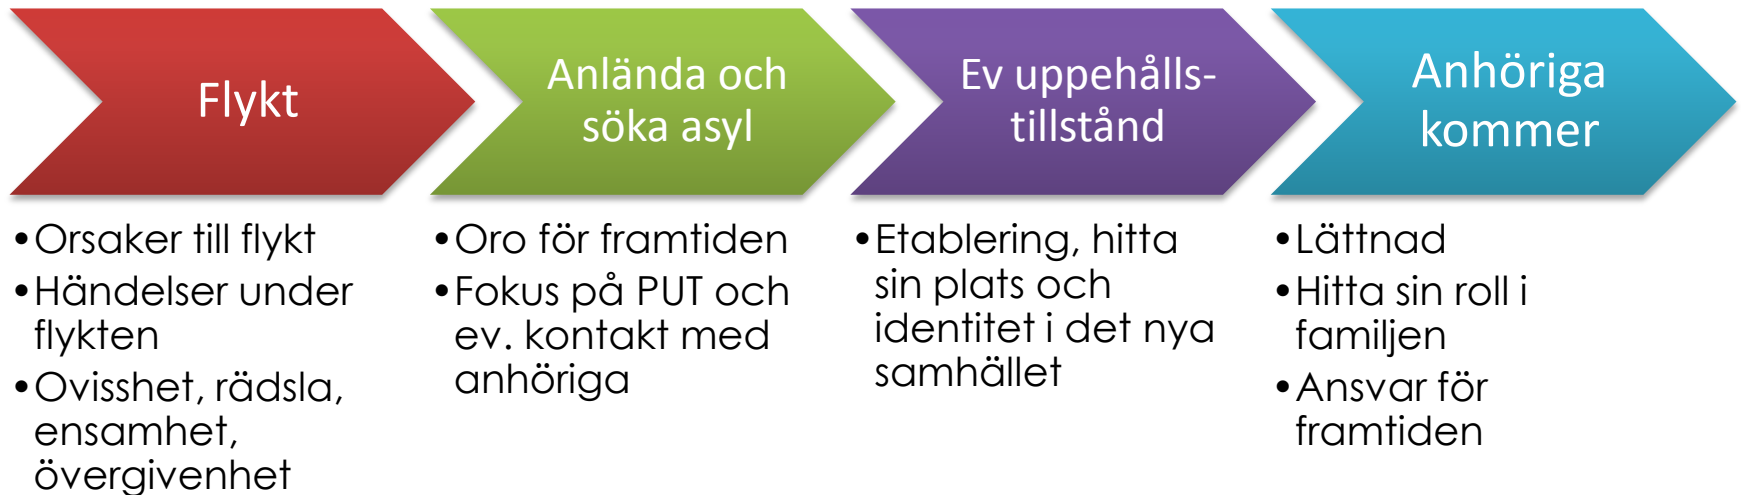 Flykt
•Orsaker till flykt
•Händelser under
flykten
•Ovisshet, rädsla,
ensamhet,
övergivenhet
Anlända och
söka asyl
•Oro för framtiden
•Fokus på PUT och
ev. kontakt med
anhöriga
Ev uppehålls-
tillstånd
•Etablering, hitta
sin plats och
identitet i det nya
samhället
Anhöriga
kommer
•Lättnad
•Hitta sin roll i
familjen
•Ansvar för
framtiden